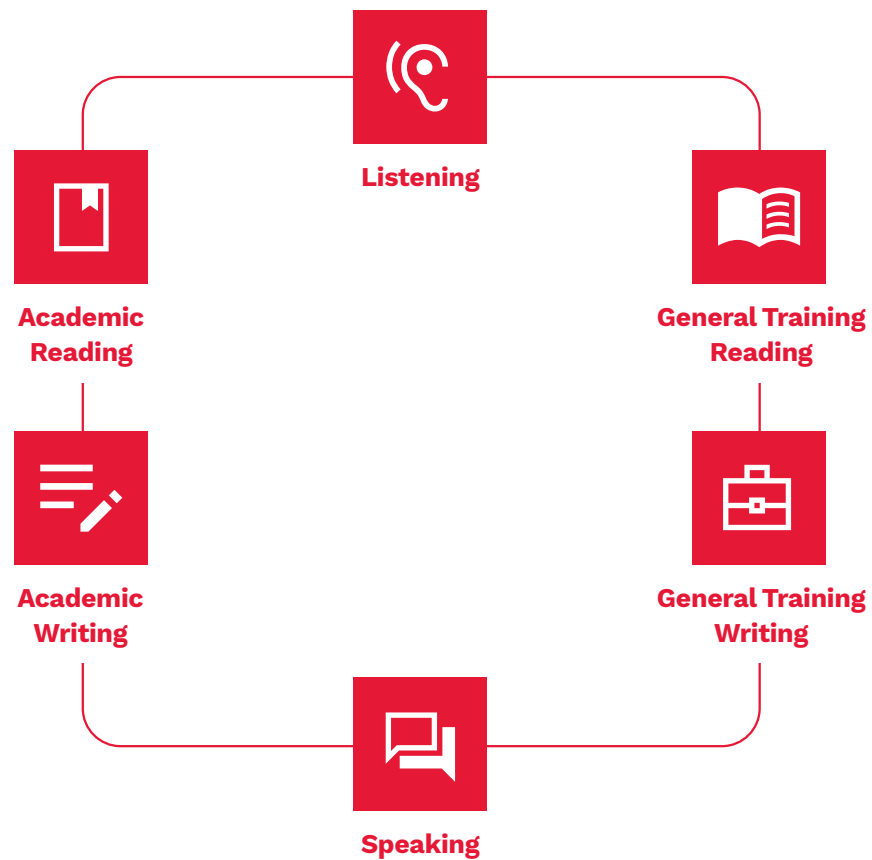 Listening
Academic
Reading
General Training
Reading
Academic
Writing
General Training
Writing
Speaking